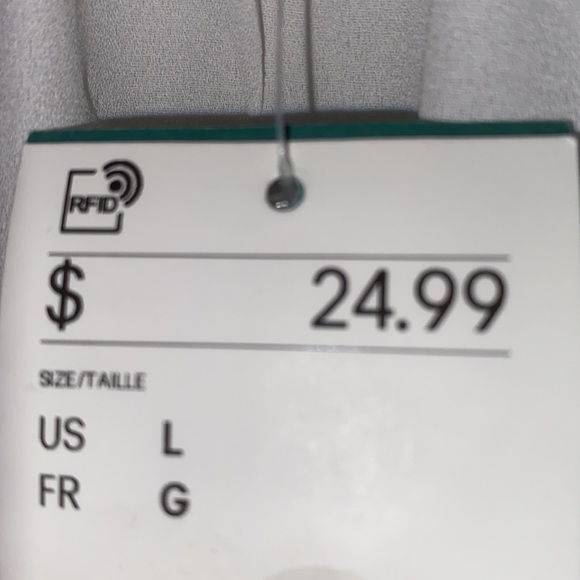 RFID
$ 24.99
SIZE/TAILLE
US L
FR G